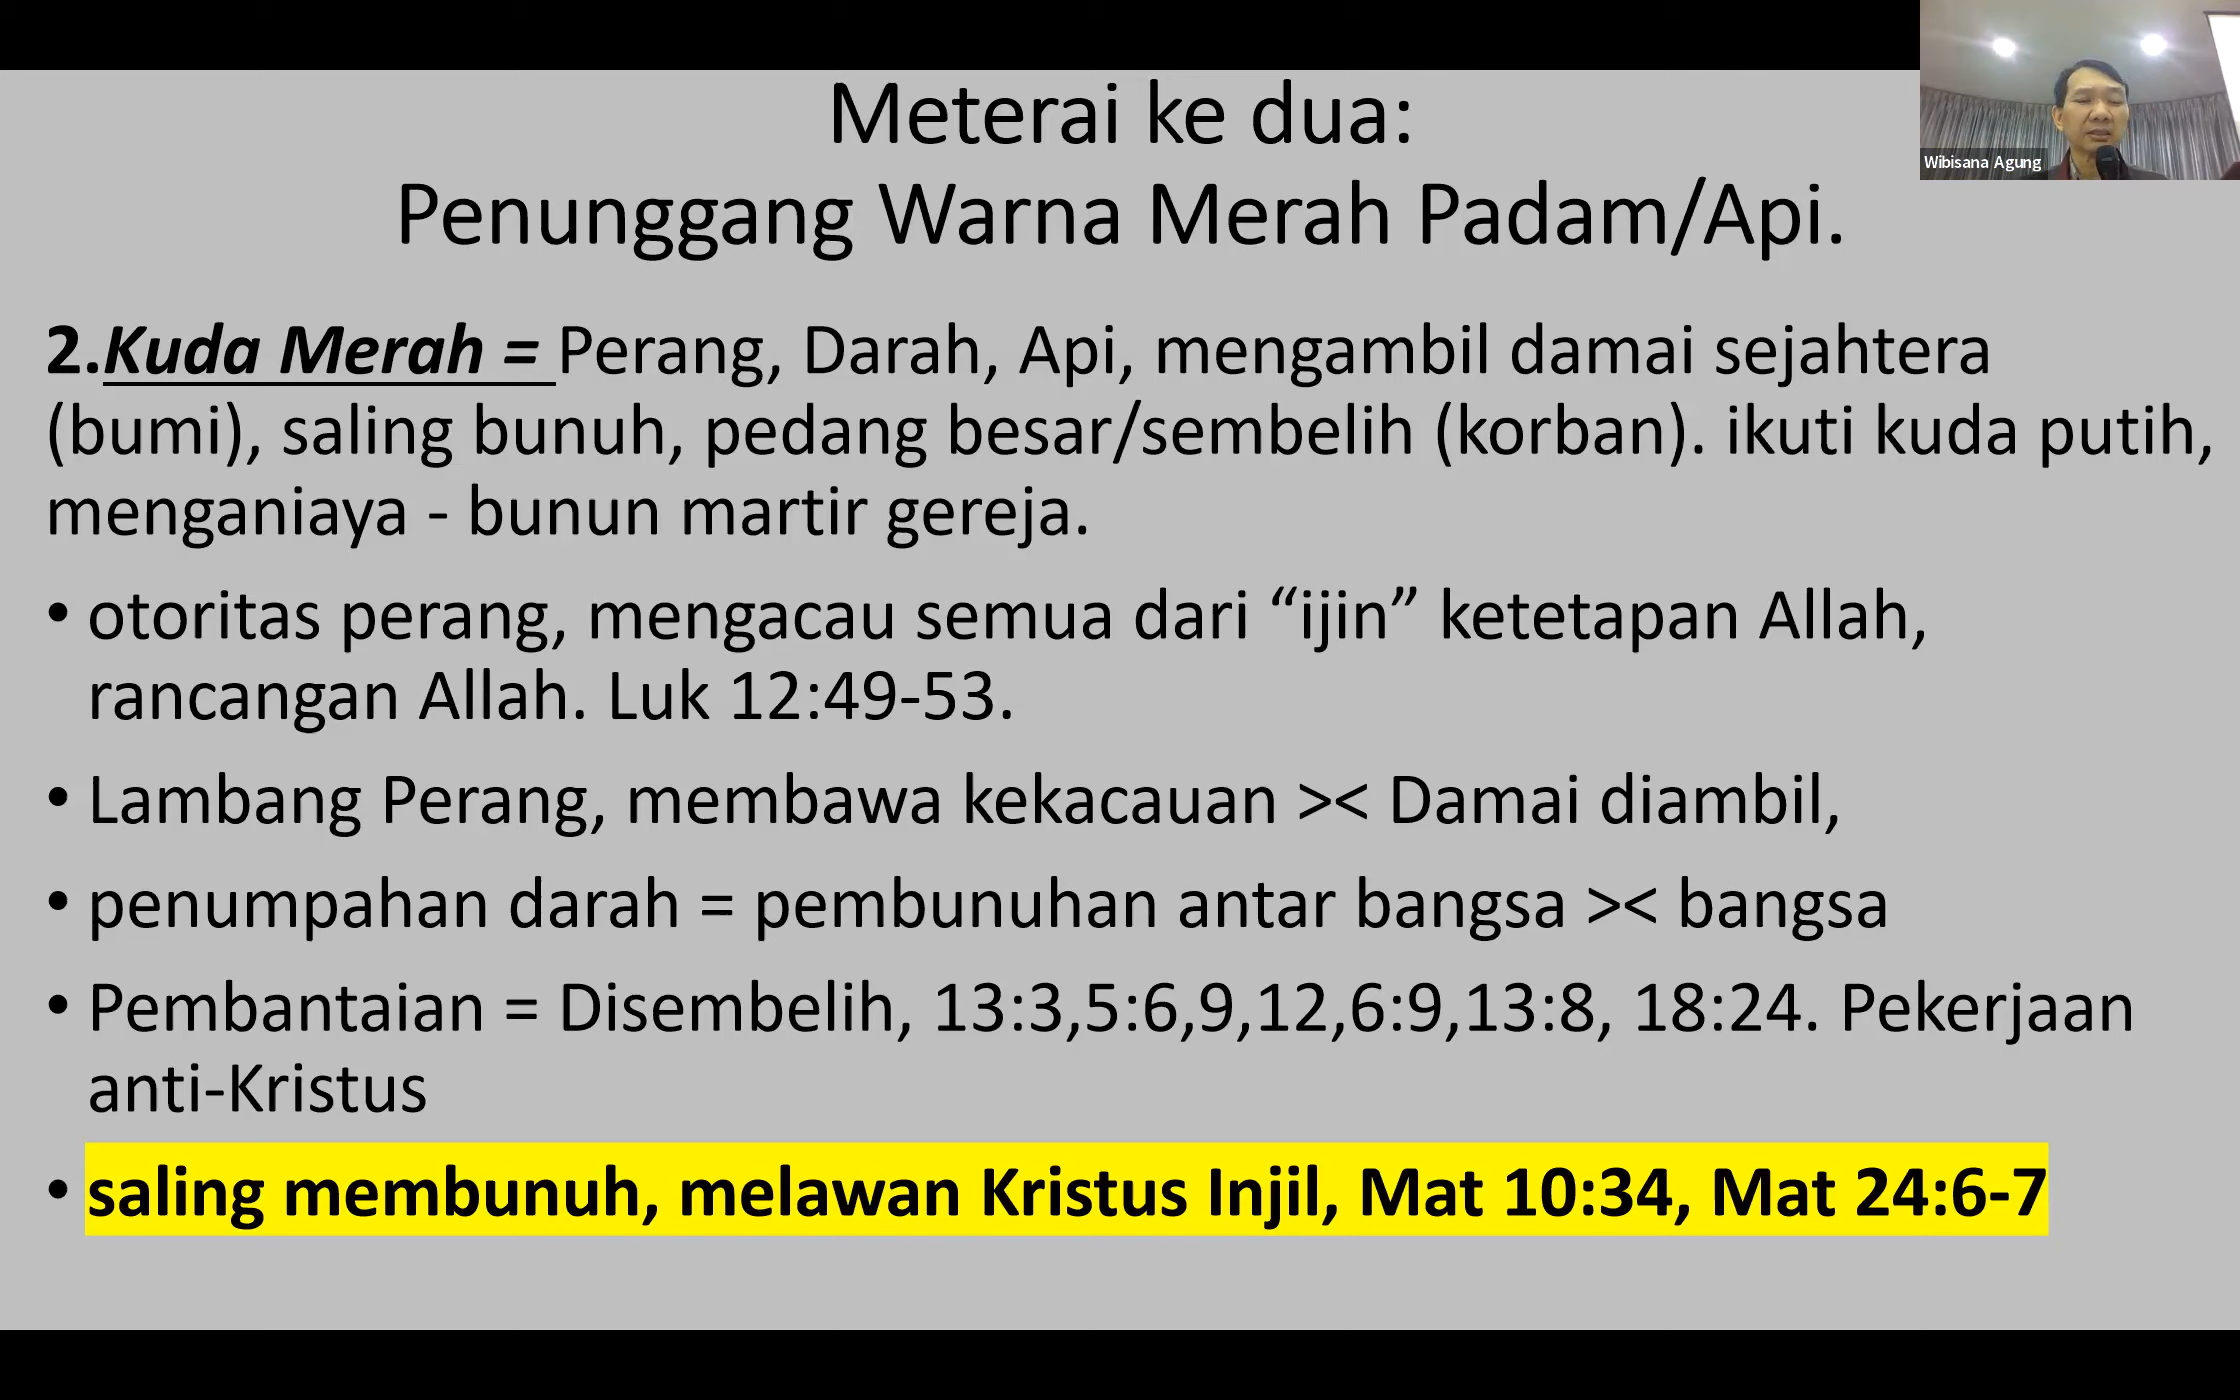 Meterai ke dua:
Penunggang Warna Merah Padam/Api.
Wibisana Agung
2.Kuda Merah = Perang, Darah, Api, mengambil damai sejahtera
(bumi), saling bunuh, pedang besar/sembelih (korban). ikuti kuda putih,
menganiaya - bunun martir gereja.
• otoritas perang, mengacau semua dari “ijin” ketetapan Allah,
rancangan Allah. Luk 12:49-53.
• Lambang Perang, membawa kekacauan >< Damai diambil,
• penumpahan darah = pembunuhan antar bangsa >< bangsa
• Pembantaian = Disembelih, 13:3,5:6,9,12,6:9,13:8, 18:24. Pekerjaan
anti-Kristus
• saling membunuh, melawan Kristus Injil, Mat 10:34, Mat 24:6-7